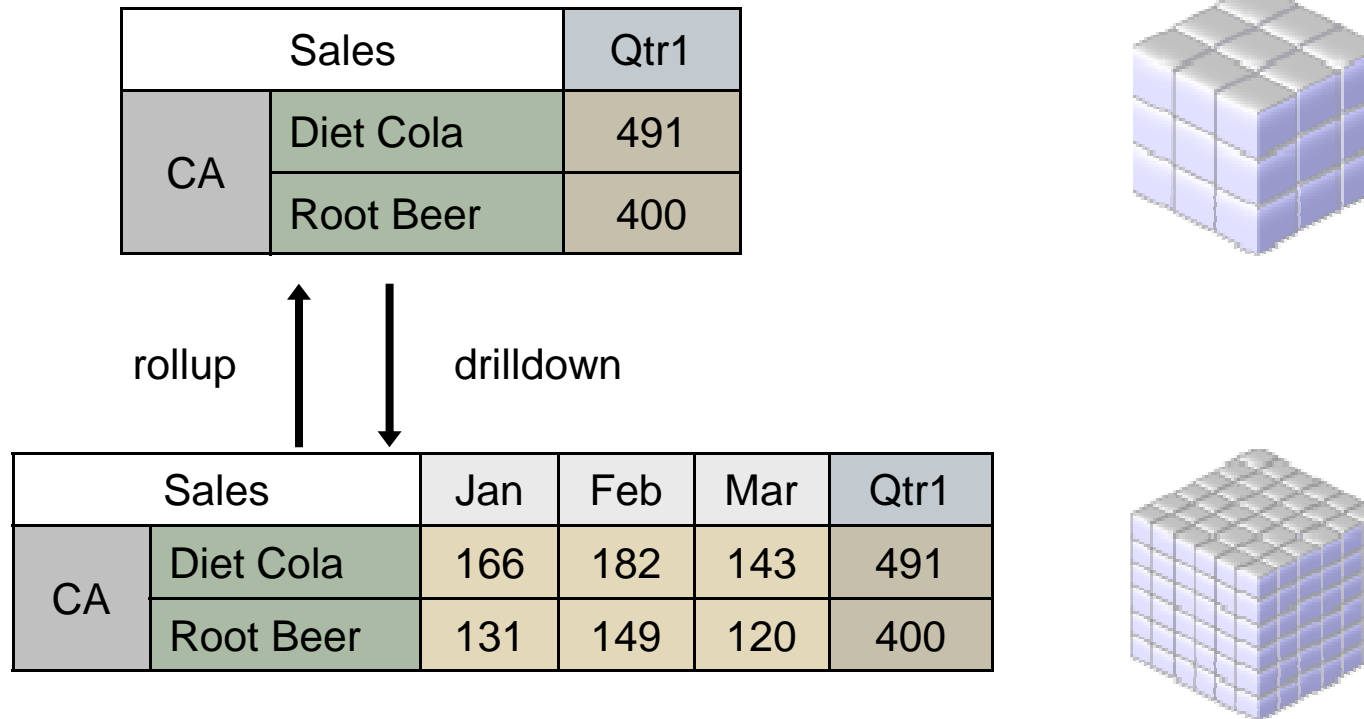 Sales Qtr1
CA Diet Cola 491
Root Beer 400
rollup drilldown
Sales Jan Feb Mar Qtr1
CA Diet Cola 166 182 143 491
Root Beer 131 149 120 400